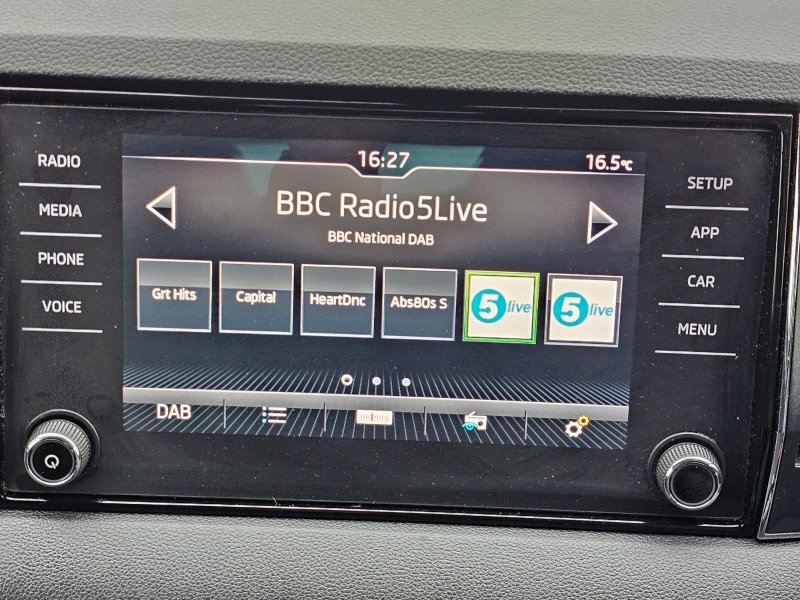 RADIO
MEDIA
PHONE
VOICE
16:27
16.5°C
BBC Radio5Live
BBC National DAB
Grt Hits
Capital
HeartDnc
Abs80s S
5 live
5 live
DAB
SETUP
APP
CAR
MENU